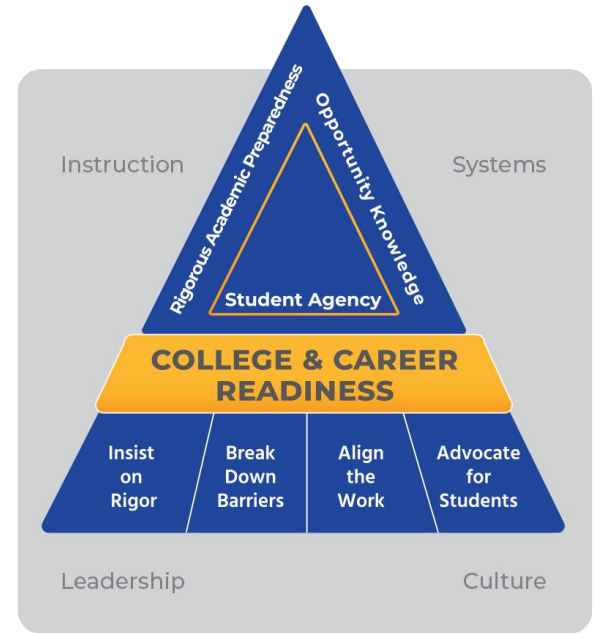 Rigorous Academic Preparedness
Opportunity Knowledge
Instruction
Systems
Student Agency
COLLEGE & CAREER
READINESS
Insist
on
Rigor
Break
Down
Barriers
Align
the
Work
Advocate
for
Students
Leadership
Culture